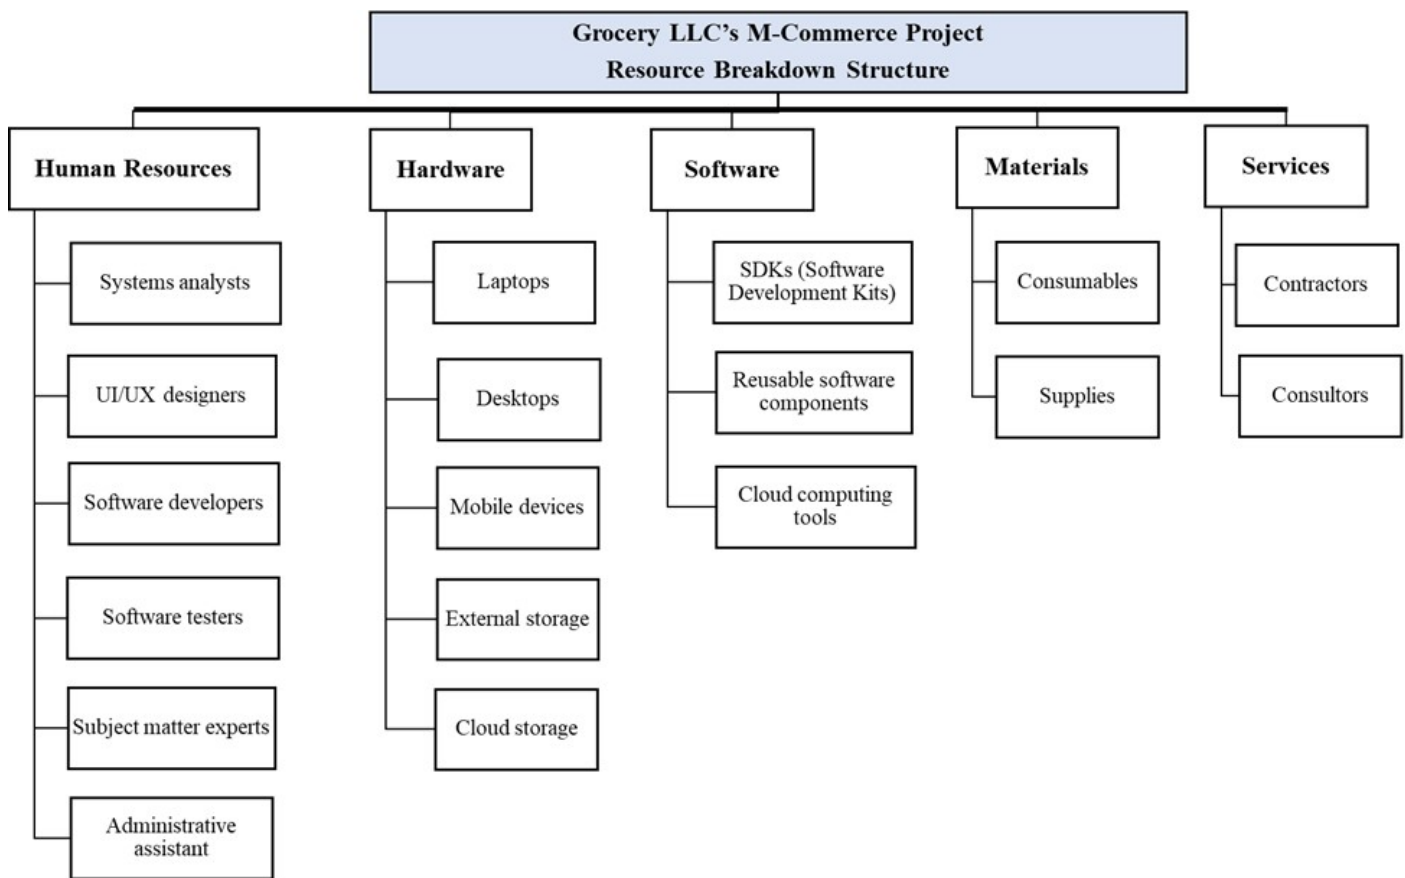 Grocery LLC's M-Commerce Project
Resource Breakdown Structure
Human Resources
Systems analysts
UI/UX designers
Software developers
Software testers
Subject matter experts
Administrative
assistant
Hardware
Laptops
Desktops
Mobile devices
External storage
Cloud storage
Software
SDKs (Software
Development Kits)
Reusable software
components
Cloud computing
tools
Materials
Consumables
Supplies
Services
Contractors
Consultors